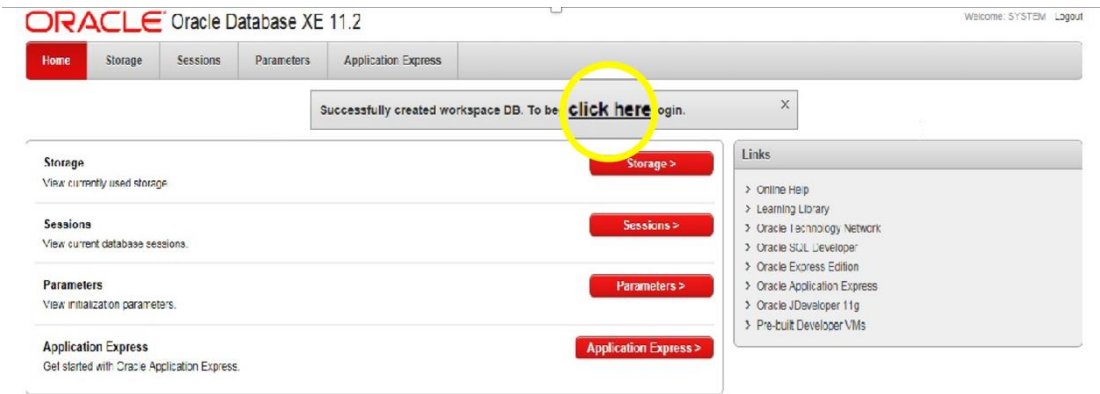 ORACLE Oracle Database XE 11.2
Welcome: SYSTEM Logout
Home Storage Sessions Parameters Application Express
Successfully created workspace DB. To be click here ogin. X
Storage
View currently used storage
Storage >
Sessions
View current database sessions.
Sessions >
Parameters
View initialization parameters.
Parameters >
Application Express
Get started with Oracle Application Express.
Application Express >
Links
> Online Help
> Learning Library
> Oracle Technology Network
> Oracle SQL Developer
> Oracle Express Edition
> Oracle Application Express
> Oracle JDeveloper 11g
> Pre-built Developer VMs